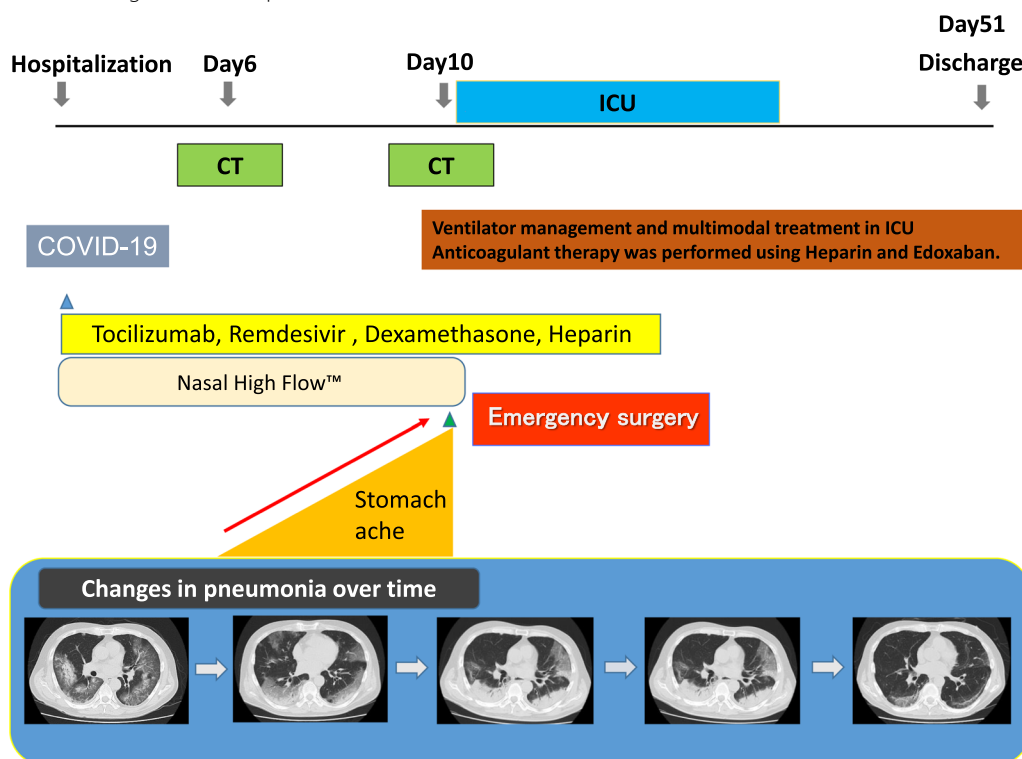 Day51
Hospitalization
Day6
Day10
Discharge
ICU
CT
CT
COVID-19
Ventilator management and multimodal treatment in ICU
Anticoagulant therapy was performed using Heparin and Edoxaban.
Tocilizumab, Remdesivir , Dexamethasone, Heparin
Nasal High Flow™
Emergency surgery
Stomach
ache
Changes in pneumonia over time